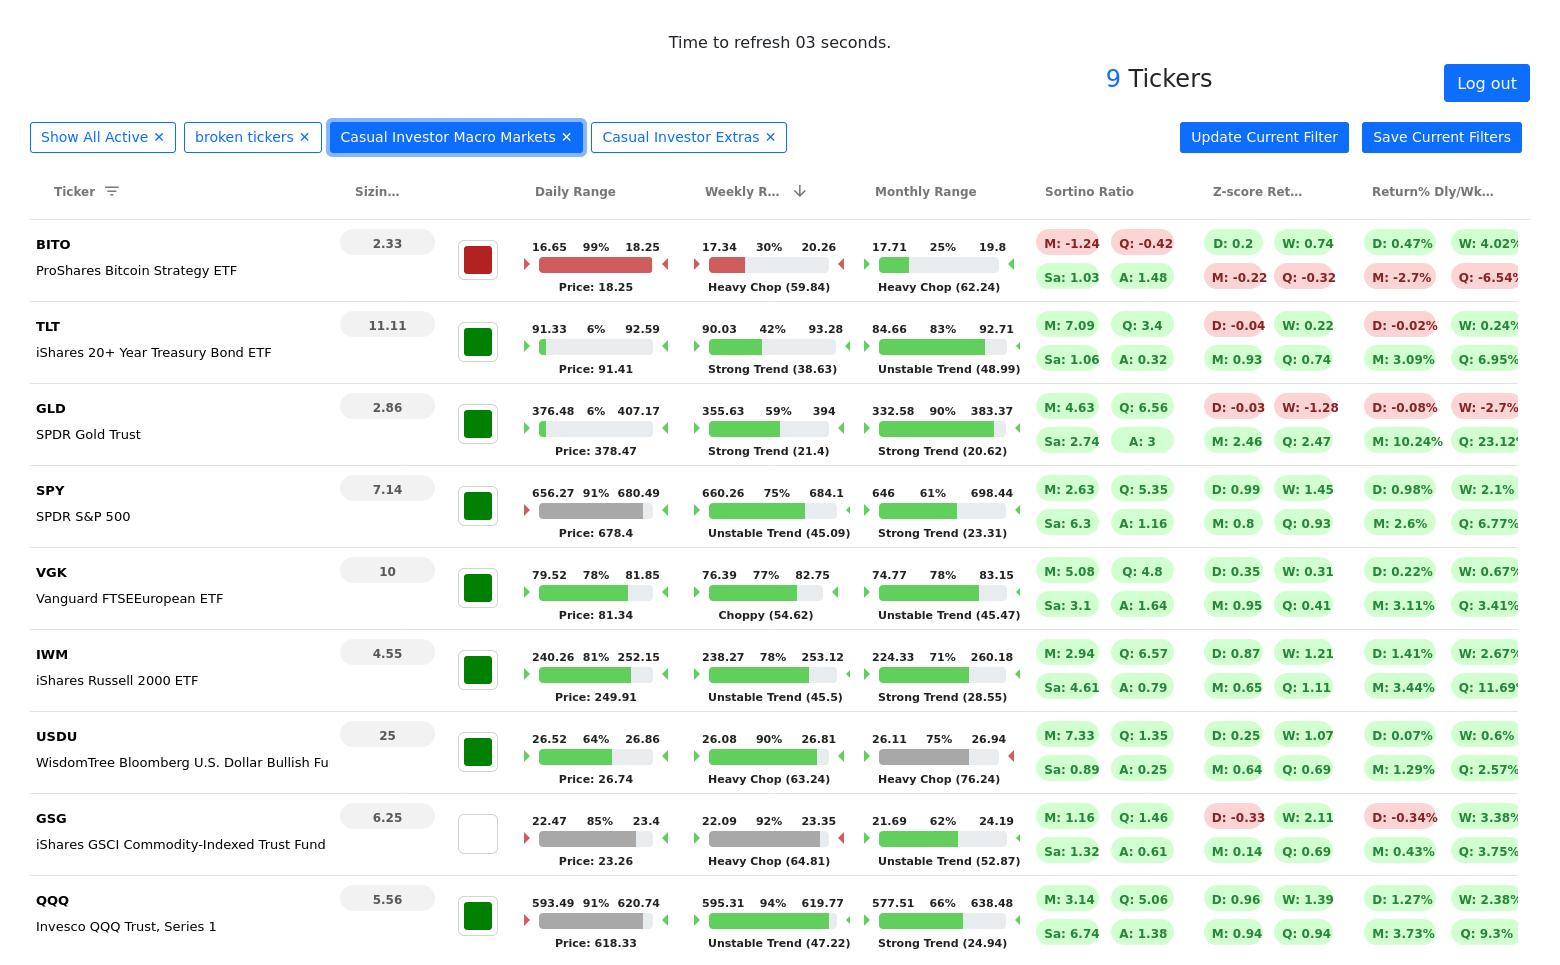 Time to refresh 03 seconds.
9 Tickers
Log out
Show All Active ✕ broken tickers ✕ Casual Investor Macro Markets ✕ Casual Investor Extras ✕ Update Current Filter Save Current Filters
Ticker Sizin… Daily Range Weekly R… Monthly Range Sortino Ratio Z-score Ret… Return% Dly/Wk…
BITO 2.33 16.65 99% 18.25 17.34 30% 20.26 17.71 25% 19.8 M: -1.24 Q: -0.42 D: 0.2 W: 0.74 D: 0.47% W: 4.02%
ProShares Bitcoin Strategy ETF Price: 18.25 Heavy Chop (59.84) Heavy Chop (62.24) Sa: 1.03 A: 1.48 M: -0.22 Q: -0.32 M: -2.7% Q: -6.54%
TLT 11.11 91.33 6% 92.59 90.03 42% 93.28 84.66 83% 92.71 M: 7.09 Q: 3.4 D: -0.04 W: 0.22 D: -0.02% W: 0.24%
iShares 20+ Year Treasury Bond ETF Price: 91.41 Strong Trend (38.63) Unstable Trend (48.99) Sa: 1.06 A: 0.32 M: 0.93 Q: 0.74 M: 3.09% Q: 6.95%
GLD 2.86 376.48 6% 407.17 355.63 59% 394 332.58 90% 383.37 M: 4.63 Q: 6.56 D: -0.03 W: -1.28 D: -0.08% W: -2.7%
SPDR Gold Trust Price: 378.47 Strong Trend (21.4) Strong Trend (20.62) Sa: 2.74 A: 3 M: 2.46 Q: 2.47 M: 10.24% Q: 23.12%
SPY 7.14 656.27 91% 680.49 660.26 75% 684.1 646 61% 698.44 M: 2.63 Q: 5.35 D: 0.99 W: 1.45 D: 0.98% W: 2.1%
SPDR S&P 500 Price: 678.4 Unstable Trend (45.09) Strong Trend (23.31) Sa: 6.3 A: 1.16 M: 0.8 Q: 0.93 M: 2.6% Q: 6.77%
VGK 10 79.52 78% 81.85 76.39 77% 82.75 74.77 78% 83.15 M: 5.08 Q: 4.8 D: 0.35 W: 0.31 D: 0.22% W: 0.67%
Vanguard FTSEEuropean ETF Price: 81.34 Choppy (54.62) Unstable Trend (45.47) Sa: 3.1 A: 1.64 M: 0.95 Q: 0.41 M: 3.11% Q: 3.41%
IWM 4.55 240.26 81% 252.15 238.27 78% 253.12 224.33 71% 260.18 M: 2.94 Q: 6.57 D: 0.87 W: 1.21 D: 1.41% W: 2.67%
iShares Russell 2000 ETF Price: 249.91 Unstable Trend (45.5) Strong Trend (28.55) Sa: 4.61 A: 0.79 M: 0.65 Q: 1.11 M: 3.44% Q: 11.69%
USDU 25 26.52 64% 26.86 26.08 90% 26.81 26.11 75% 26.94 M: 7.33 Q: 1.35 D: 0.25 W: 1.07 D: 0.07% W: 0.6%
WisdomTree Bloomberg U.S. Dollar Bullish Fu Price: 26.74 Heavy Chop (63.24) Heavy Chop (76.24) Sa: 0.89 A: 0.25 M: 0.64 Q: 0.69 M: 1.29% Q: 2.57%
GSG 6.25 22.47 85% 23.4 22.09 92% 23.35 21.69 62% 24.19 M: 1.16 Q: 1.46 D: -0.33 W: 2.11 D: -0.34% W: 3.38%
iShares GSCI Commodity-Indexed Trust Fund Price: 23.26 Heavy Chop (64.81) Unstable Trend (52.87) Sa: 1.32 A: 0.61 M: 0.14 Q: 0.69 M: 0.43% Q: 3.75%
QQQ 5.56 593.49 91% 620.74 595.31 94% 619.77 577.51 66% 638.48 M: 3.14 Q: 5.06 D: 0.96 W: 1.39 D: 1.27% W: 2.38%
Invesco QQQ Trust, Series 1 Price: 618.33 Unstable Trend (47.22) Strong Trend (24.94) Sa: 6.74 A: 1.38 M: 0.94 Q: 0.94 M: 3.73% Q: 9.3%